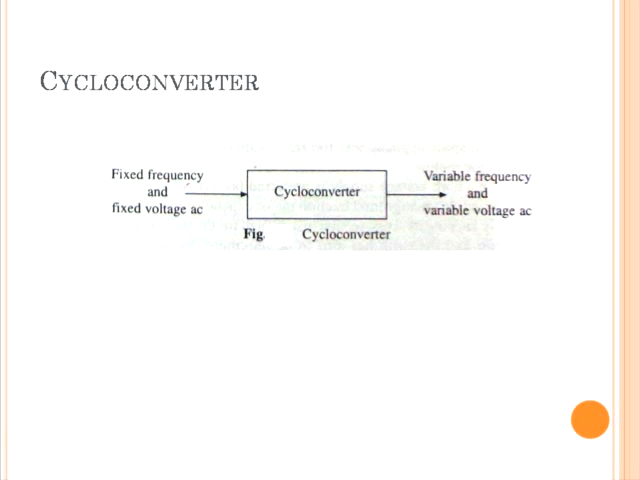 CYCLOCONVERTER
Fixed frequency
and
fixed voltage ac
Cycloconverter
Variable frequency
and
variable voltage ac
Fig. Cycloconverter